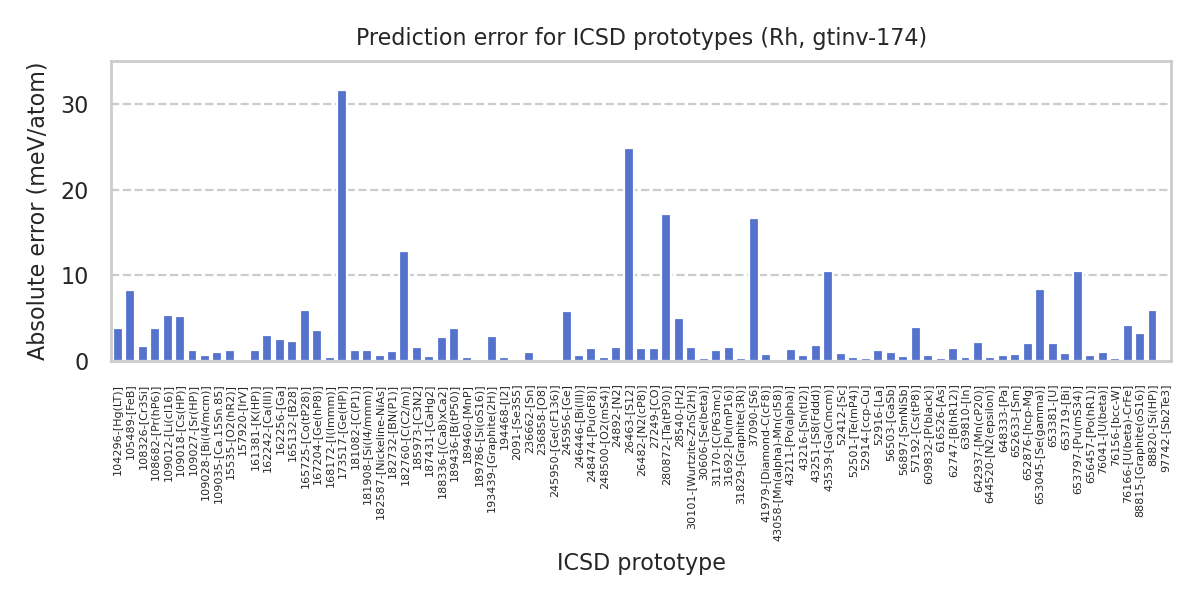 Prediction error for ICSD prototypes (Rh, gtinv-174)
Absolute error (meV/atom)
30
20
10
0
104296-[Hg(LT)]
105489-[FeB]
108326-[Cr3Si]
108682-[Pr(hP6)]
109012-[Li(cI16)]
109018-[Cs(HP)]
109027-[Sr(HP)]
109028-[Bi(I4/mcm)]
109035-[Ca.15Sn.85]
15535-[O2(hR2)]
157920-[IrV]
161381-[K(HP)]
162242-[Ca(III)]
162256-[Ga]
165132-[B28]
165725-[Co(tP28)]
167204-[Ge(hP8)]
168172-[I(Immm)]
173517-[Ge(HP)]
181082-[C(P1)]
181908-[Si(I4/mmm)]
182587-[Nickeline-NiAs]
182732-[BN(P1)]
182760-[C(C2/m)]
185973-[C3N2]
187431-[CaHg2]
188336-[(Ca8)xCa2]
189436-[B(tP50)]
189460-[MnP]
189786-[Si(oS16)]
193439-[Graphite(2H)]
194468-[I2]
2091-[Se3S5]
236662-[Sn]
236858-[O8]
245950-[Ge(cF136)]
245956-[Ge]
246446-[Bi(III)]
248474-[Pu(oF8)]
248500-[O2(mS4)]
24892-[N2]
26463-[S12]
26482-[N2(cP8)]
27249-[CO]
280872-[Ta(tP30)]
28540-[H2]
30101-[Wurtzite-ZnS(2H)]
30606-[Se(beta)]
31170-[C(P63mc)]
31692-[Pu(mP16)]
31829-[Graphite(3R)]
37090-[S6]
41979-[Diamond-C(cF8)]
43058-[Mn(alpha)-Mn(cI58)]
43211-[Po(alpha)]
43216-[Sn(tI2)]
43251-[S8(Fddd)]
43539-[Ga(Cmcm)]
52412-[Sc]
52501-[Te(mP4)]
52914-[ccp-Cu]
52916-[La]
56503-[GaSb]
56897-[SmNiSb]
57192-[Cs(tP8)]
609832-[P(black)]
616526-[As]
62747-[B(hR12)]
639810-[In]
642937-[Mn(cP20)]
644520-[N2(epsilon)]
648333-[Pa]
652633-[Sm]
652876-[hcp-Mg]
653045-[Se(gamma)]
653381-[U]
653719-[Np]
653797-[Pu(mS34)]
656457-[Po(hR1)]
76041-[U(beta)]
76156-[bcc-W]
76166-[U(beta)-CrFe]
88815-[Graphite(oS16)]
88820-[Si(HP)]
97742-[Sb2Te3]
ICSD prototype